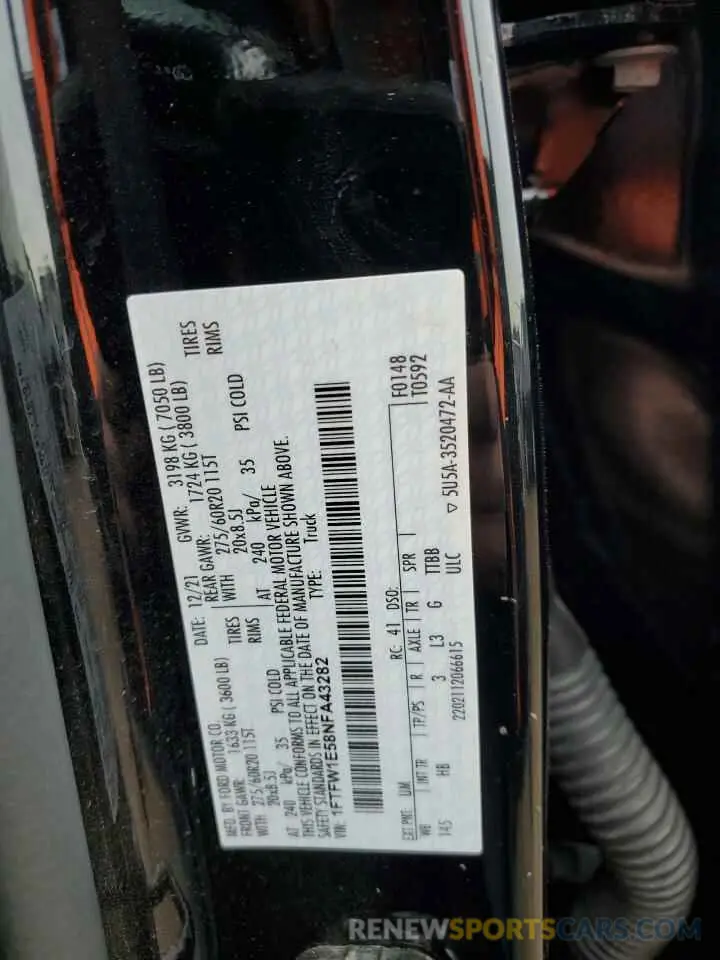 MFD. BY FORD MOTOR CO.
DATE: 12/21 GVWR: 3198 KG ( 7050 LB)
FRONT GAWR: 1633 KG ( 3600 LB) REAR GAWR: 1724 KG ( 3800 LB)
WITH 275/60R20 115T TIRES WITH 275/60R20 115T TIRES
20x8.5J RIMS 20x8.5J RIMS
AT 240 kPa/ 35 PSI COLD AT 240 kPa/ 35 PSI COLD
THIS VEHICLE CONFORMS TO ALL APPLICABLE FEDERAL MOTOR VEHICLE
SAFETY STANDARDS IN EFFECT ON THE DATE OF MANUFACTURE SHOWN ABOVE.
VIN: 1FTFW1E58NFA43282 TYPE: Truck
EXT PNT: UM RC: 41 DSO: F0148
WB INT TR TP/PS R AXLE TR SPR T0592
145 HB 3 L3 G TTBB
2202112066615 ULC ▽ 5U5A-3520472-AA
RENEWSPORTSCARS.COM